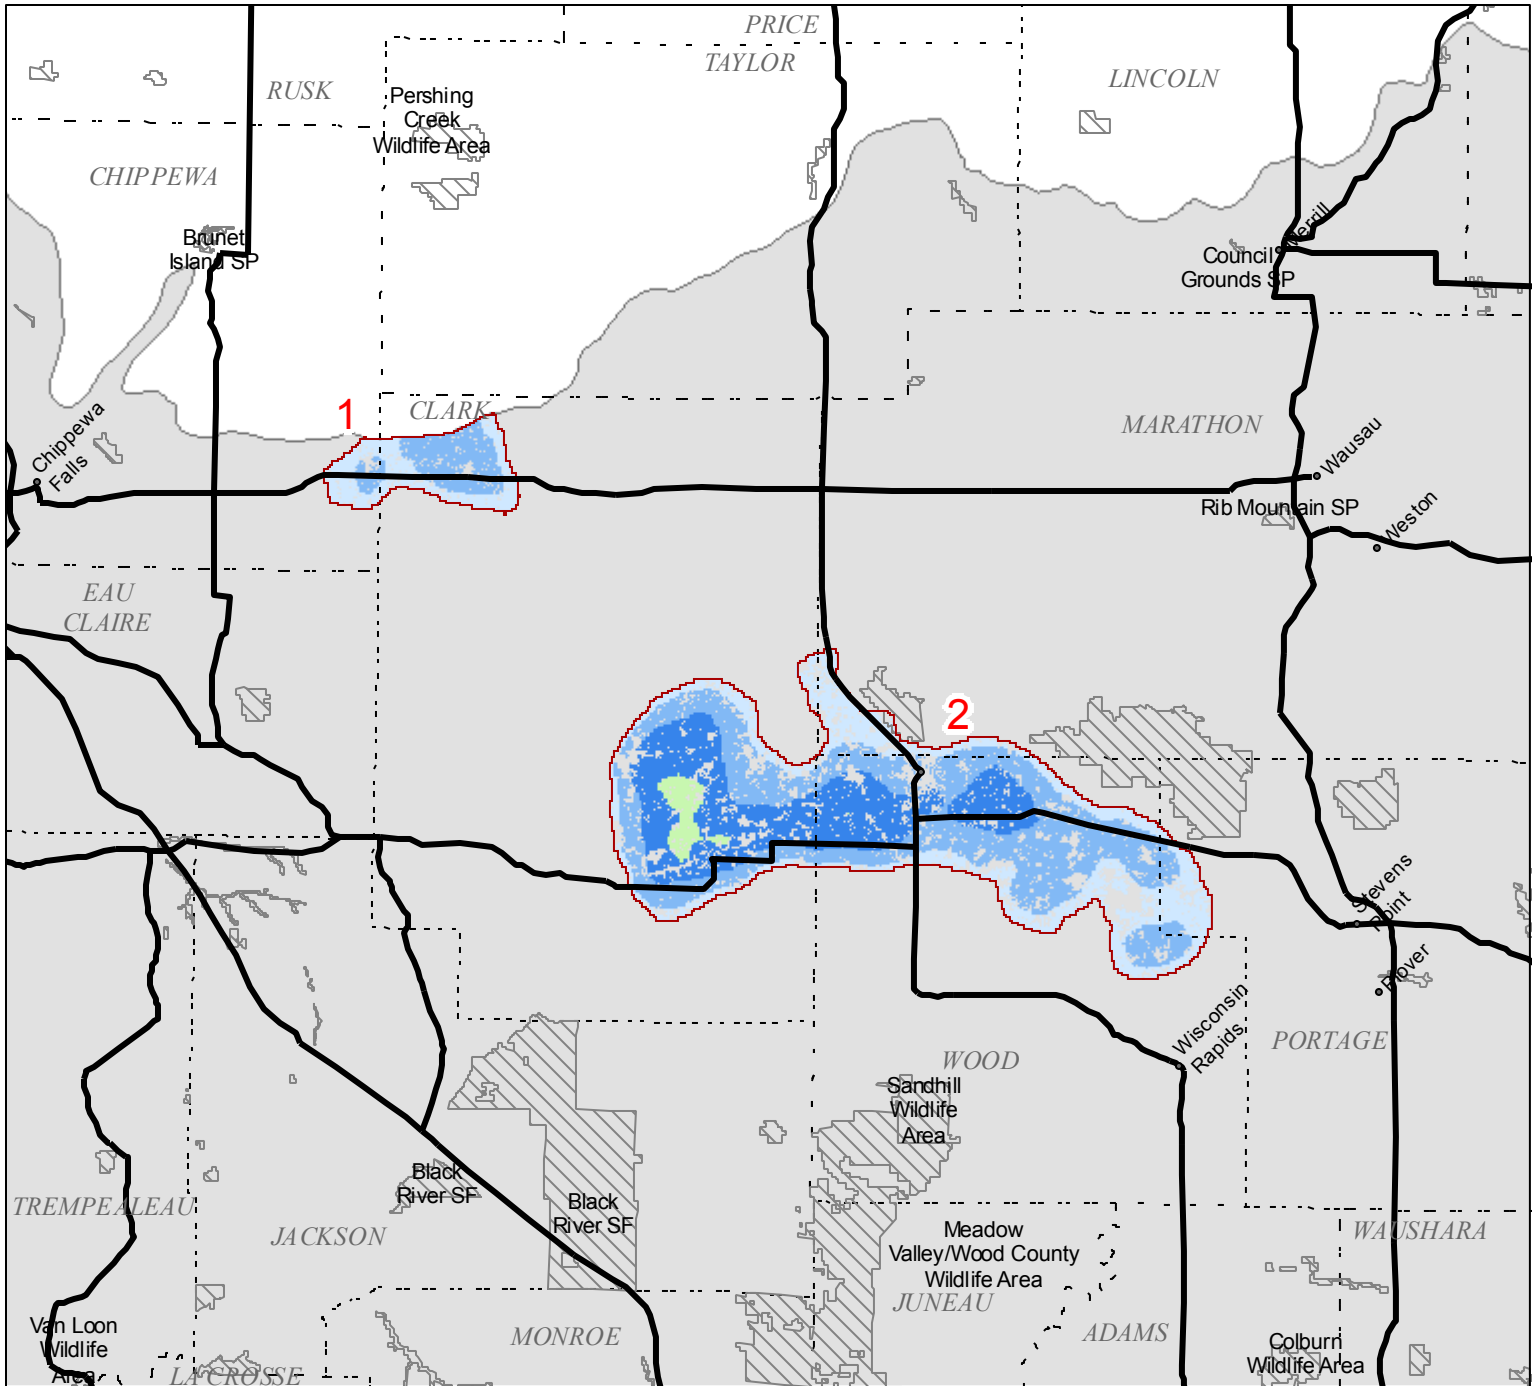 PRICE
TAYLOR
RUSK
LINCOLN
Pershing
Creek
Wildlife Area
CHIPPEWA
Brunet
Island SP
Merrill
Council
Grounds SP
1
CLARK
MARATHON
Chippewa
Falls
Wausau
Rib Mountain SP
Weston
EAU
CLAIRE
2
Stevens
Point
Plover
Wisconsin
Rapids
PORTAGE
WOOD
Sandhill
Wildlife
Area
Black
River SF
Black
River SF
TREMPEALEAU
JACKSON
Meadow
Valley/Wood County
Wildlife Area
WAUSHARA
JUNEAU
Van Loon
Wildlife
Area
MONROE
ADAMS
Colburn
Wildlife Area
LA CROSSE